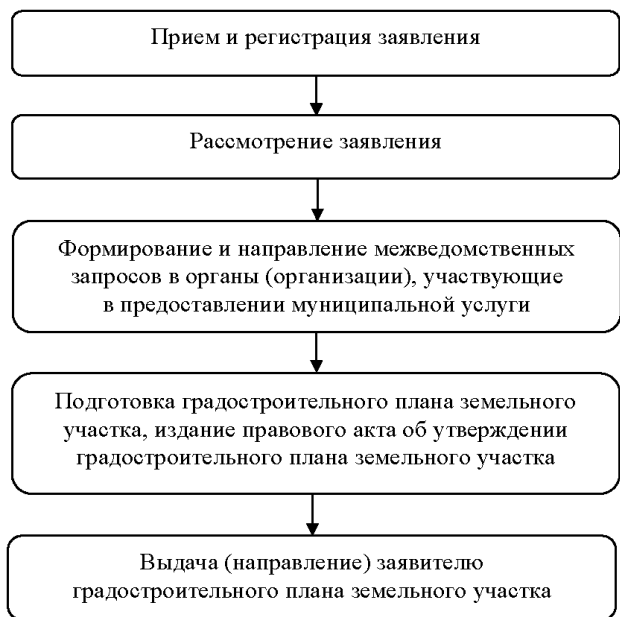 Прием и регистрация заявления
Рассмотрение заявления
Формирование и направление межведомственных
запросов в органы (организации), участвующие
в предоставлении муниципальной услуги
Подготовка градостроительного плана земельного
участка, издание правового акта об утверждении
градостроительного плана земельного участка
Выдача (направление) заявителю
градостроительного плана земельного участка